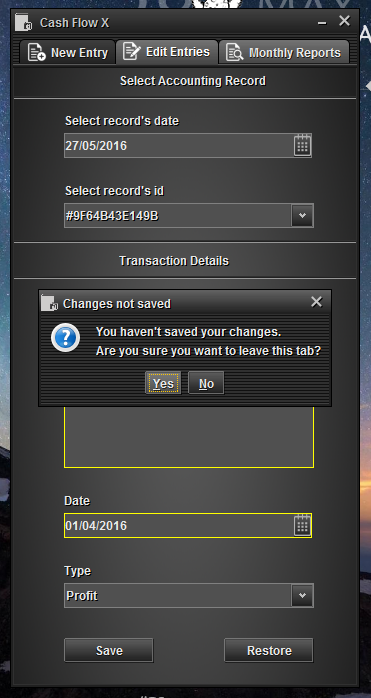 Cash Flow X
New Entry
Edit Entries
Monthly Reports
Select Accounting Record
Select record's date
27/05/2016
Select record's id
#9F64B43E149B
Transaction Details
Changes not saved
You haven't saved your changes.
Are you sure you want to leave this tab?
Yes
No
Date
01/04/2016
Type
Profit
Save
Restore